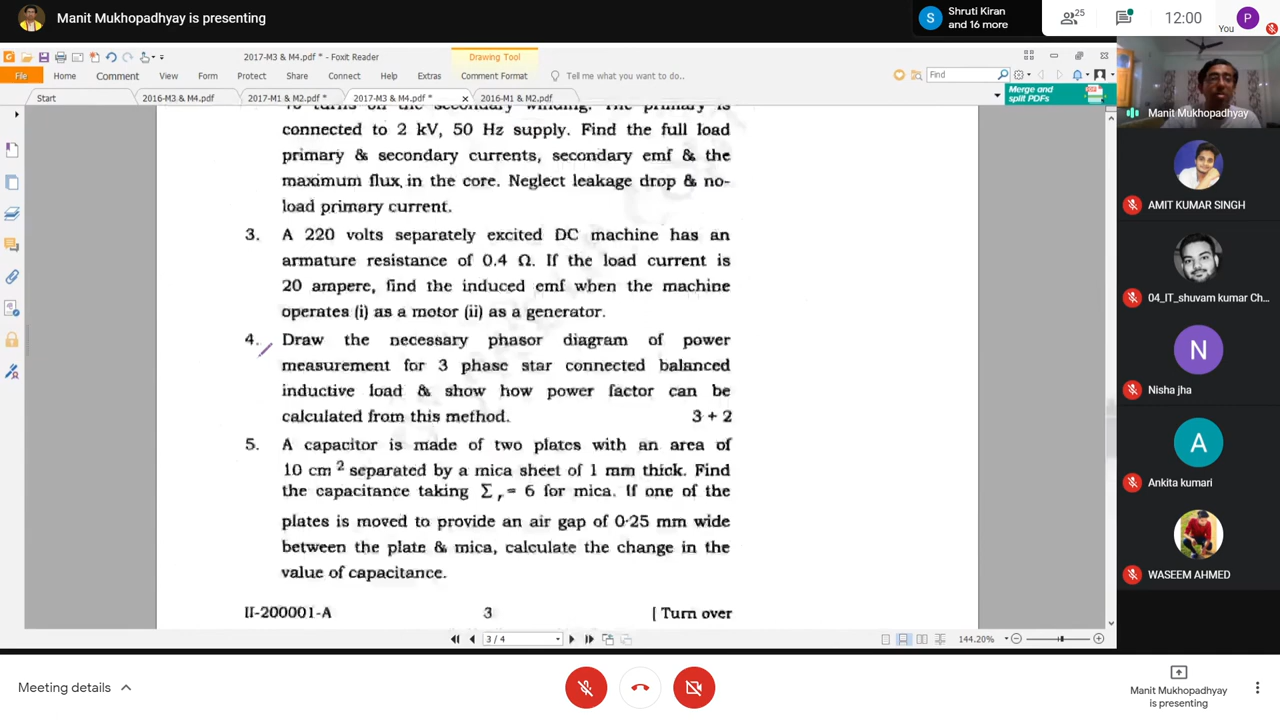 Manit Mukhopadhyay is presenting
S
Shruti Kiran
and 16 more
25
12:00
You
P
2017-M3 & M4.pdf * - Foxit Reader
Drawing Tool
File
Home
Comment
View
Form
Protect
Share
Connect
Help
Extras
Comment Format
Tell me what you want to do..
Find
Start
2016-M3 & M4.pdf
2017-M1 & M2.pdf *
2017-M3 & M4.pdf *
2016-M1 & M2.pdf
Merge and
split PDFs
turns on the secondary winding. The primary is
connected to 2 kV, 50 Hz supply. Find the full load
primary & secondary currents, secondary emf & the
maximum flux in the core. Neglect leakage drop & no-
load primary current.
3. A 220 volts separately excited DC machine has an
armature resistance of 0.4 Ω. If the load current is
20 ampere, find the induced emf when the machine
operates (i) as a motor (ii) as a generator.
4. Draw the necessary phasor diagram of power
measurement for 3 phase star connected balanced
inductive load & show how power factor can be
calculated from this method. 3 + 2
5. A capacitor is made of two plates with an area of
10 cm ² separated by a mica sheet of 1 mm thick. Find
the capacitance taking Σ r = 6 for mica. If one of the
plates is moved to provide an air gap of 0·25 mm wide
between the plate & mica, calculate the change in the
value of capacitance.
II-200001-A 3 [ Turn over
3 / 4
144.20%
Manit Mukhopadhyay
AMIT KUMAR SINGH
04_IT_shuvam kumar Ch...
N
Nisha jha
A
Ankita kumari
WASEEM AHMED
Meeting details
Manit Mukhopadhyay
is presenting